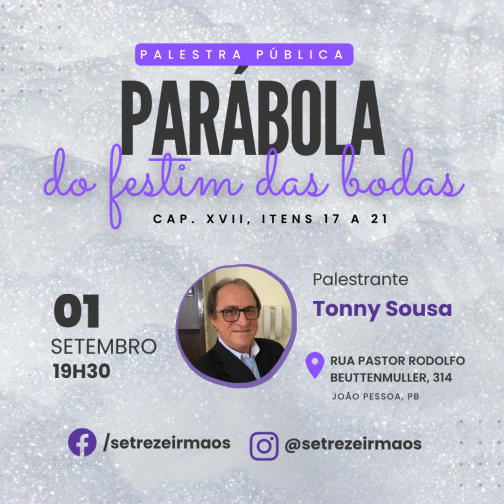 PALESTRA PÚBLICA
PARÁBOLA
do festim das bodas
CAP. XVII, ITENS 17 A 21
01
SETEMBRO
19H30
Palestrante
Tonny Sousa
RUA PASTOR RODOLFO
BEUTTENMULLER, 314
JOÃO PESSOA, PB
/setrezeirmaos
@setrezeirmaos